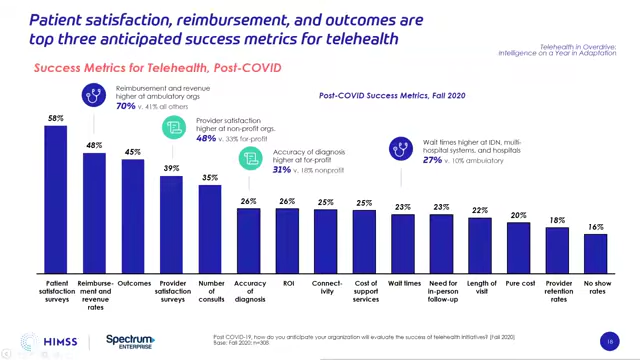 Patient satisfaction, reimbursement, and outcomes are
top three anticipated success metrics for telehealth
Telehealth in Overdrive:
Intelligence on a Year in Adaptation
Success Metrics for Telehealth, Post-COVID
Reimbursement and revenue
higher at ambulatory orgs
70% v. 41% all others
Post-COVID Success Metrics, Fall 2020
Provider satisfaction
higher at non-profit orgs.
48% v. 33% for-profit
Accuracy of diagnosis
higher at for-profit
31% v. 18% nonprofit
Wait times higher at IDN, multi-
hospital systems, and hospitals
27% v. 10% ambulatory
58%
48%
45%
39%
35%
26%
26%
25%
25%
23%
23%
22%
20%
18%
16%
Patient
satisfaction
surveys
Reimburse-
ment and
revenue
rates
Outcomes
Provider
satisfaction
surveys
Number
of
consults
Accuracy
of
diagnosis
ROI
Connect-
ivity
Cost of
support
services
Wait times
Need for
in-person
follow-up
Length of
visit
Pure cost
Provider
retention
rates
No show
rates
HIMSS
Spectrum
ENTERPRISE
Post COVID-19, how do you anticipate your organization will evaluate the success of telehealth initiatives? (Fall 2020)
Base: Fall 2020; n=305
18